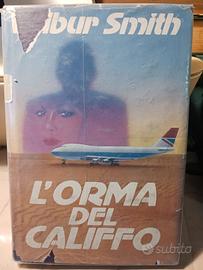 ilbur Smith
L'ORMA
DEL
CALIFFO
subito